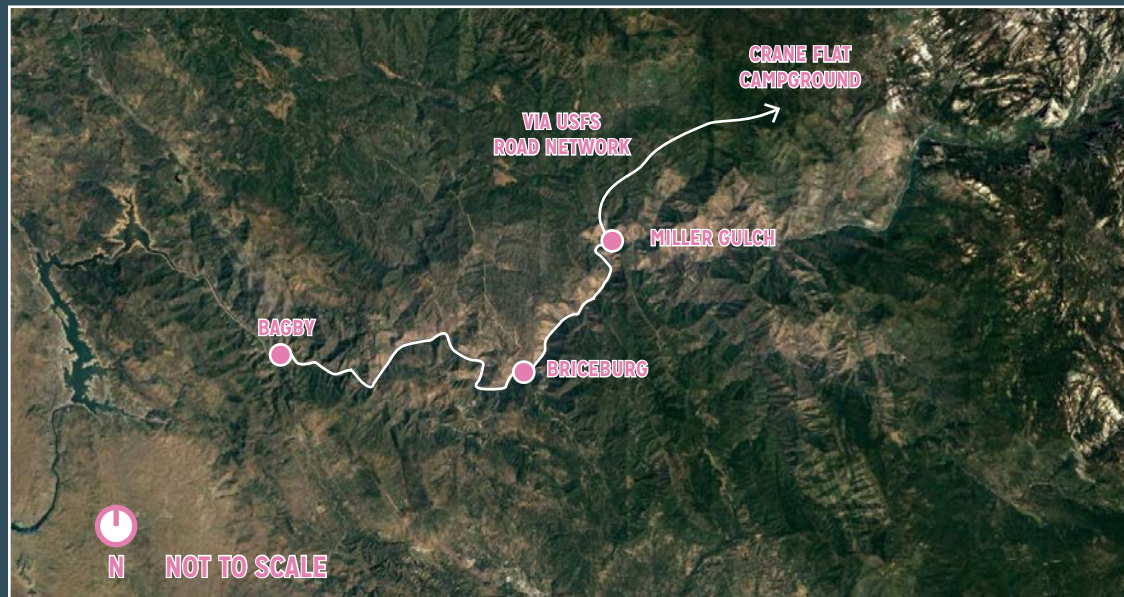 CRANE FLAT
CAMPGROUND
VIA USFS
ROAD NETWORK
MILLER GULCH
BAGBY
BRICEBURG
N
NOT TO SCALE